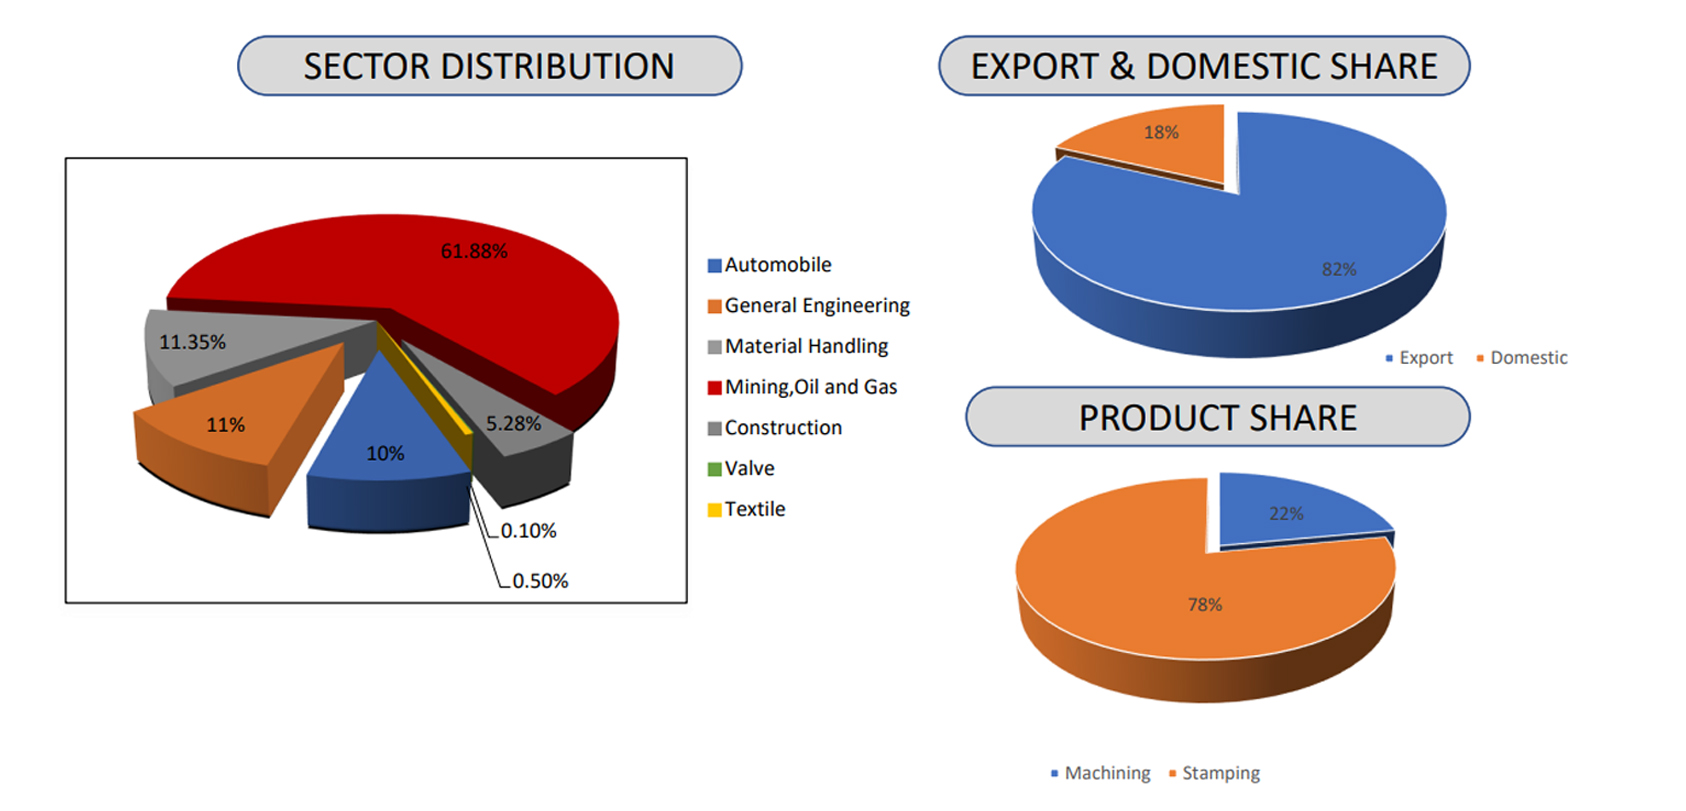 SECTOR DISTRIBUTION
61.88%
11.35%
11%
10%
5.28%
0.10%
0.50%
Automobile
General Engineering
Material Handling
Mining,Oil and Gas
Construction
Valve
Textile
EXPORT & DOMESTIC SHARE
18%
82%
Export Domestic
PRODUCT SHARE
22%
78%
Machining Stamping